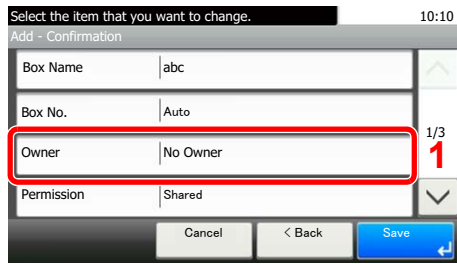 Select the item that you want to change. 10:10
Add - Confirmation
Box Name abc
Box No. Auto
1/3
Owner No Owner 1
Permission Shared
Cancel < Back Save